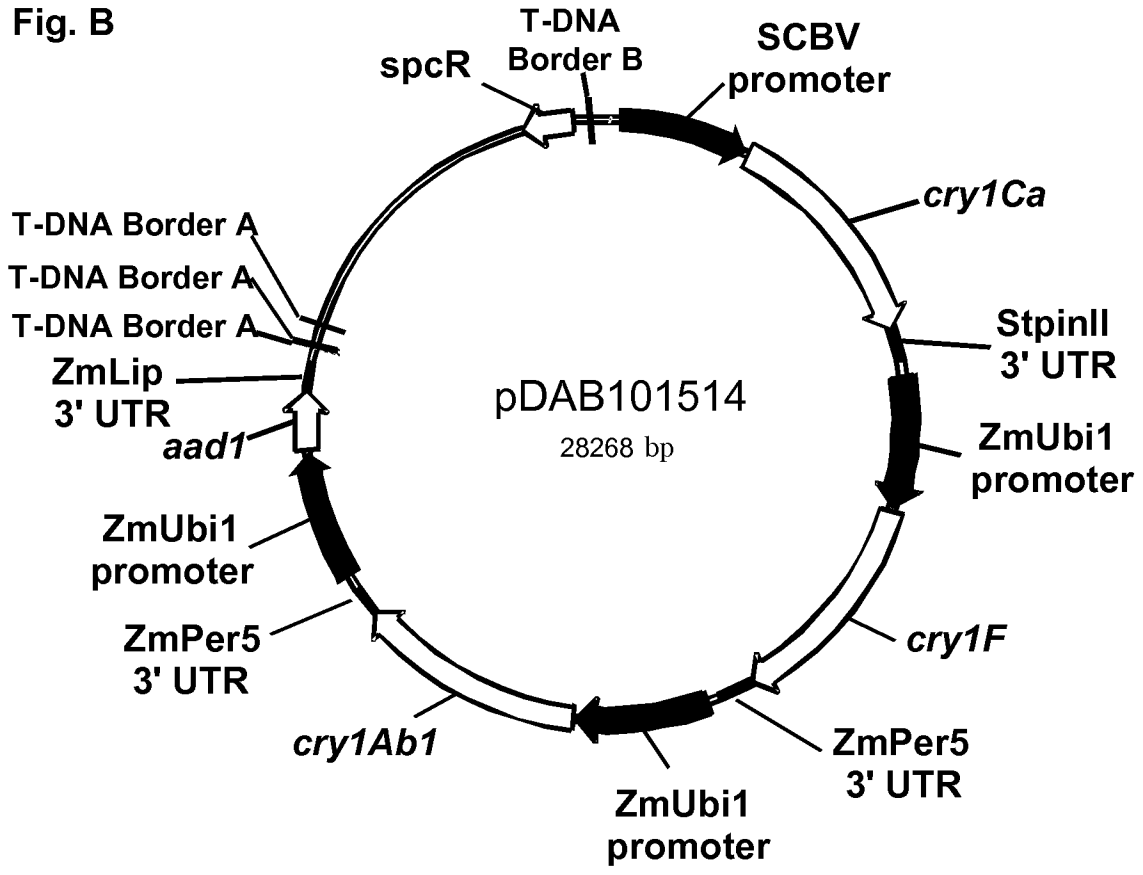 Fig. B
T-DNA
Border B
SCBV
promoter
spcR
cry1Ca
T-DNA Border A
T-DNA Border A
T-DNA Border A
StpinII
3' UTR
ZmLip
3' UTR
pDAB101514
28268 bp
aad1
ZmUbi1
promoter
ZmUbi1
promoter
cry1F
ZmPer5
3' UTR
cry1Ab1
ZmPer5
3' UTR
ZmUbi1
promoter